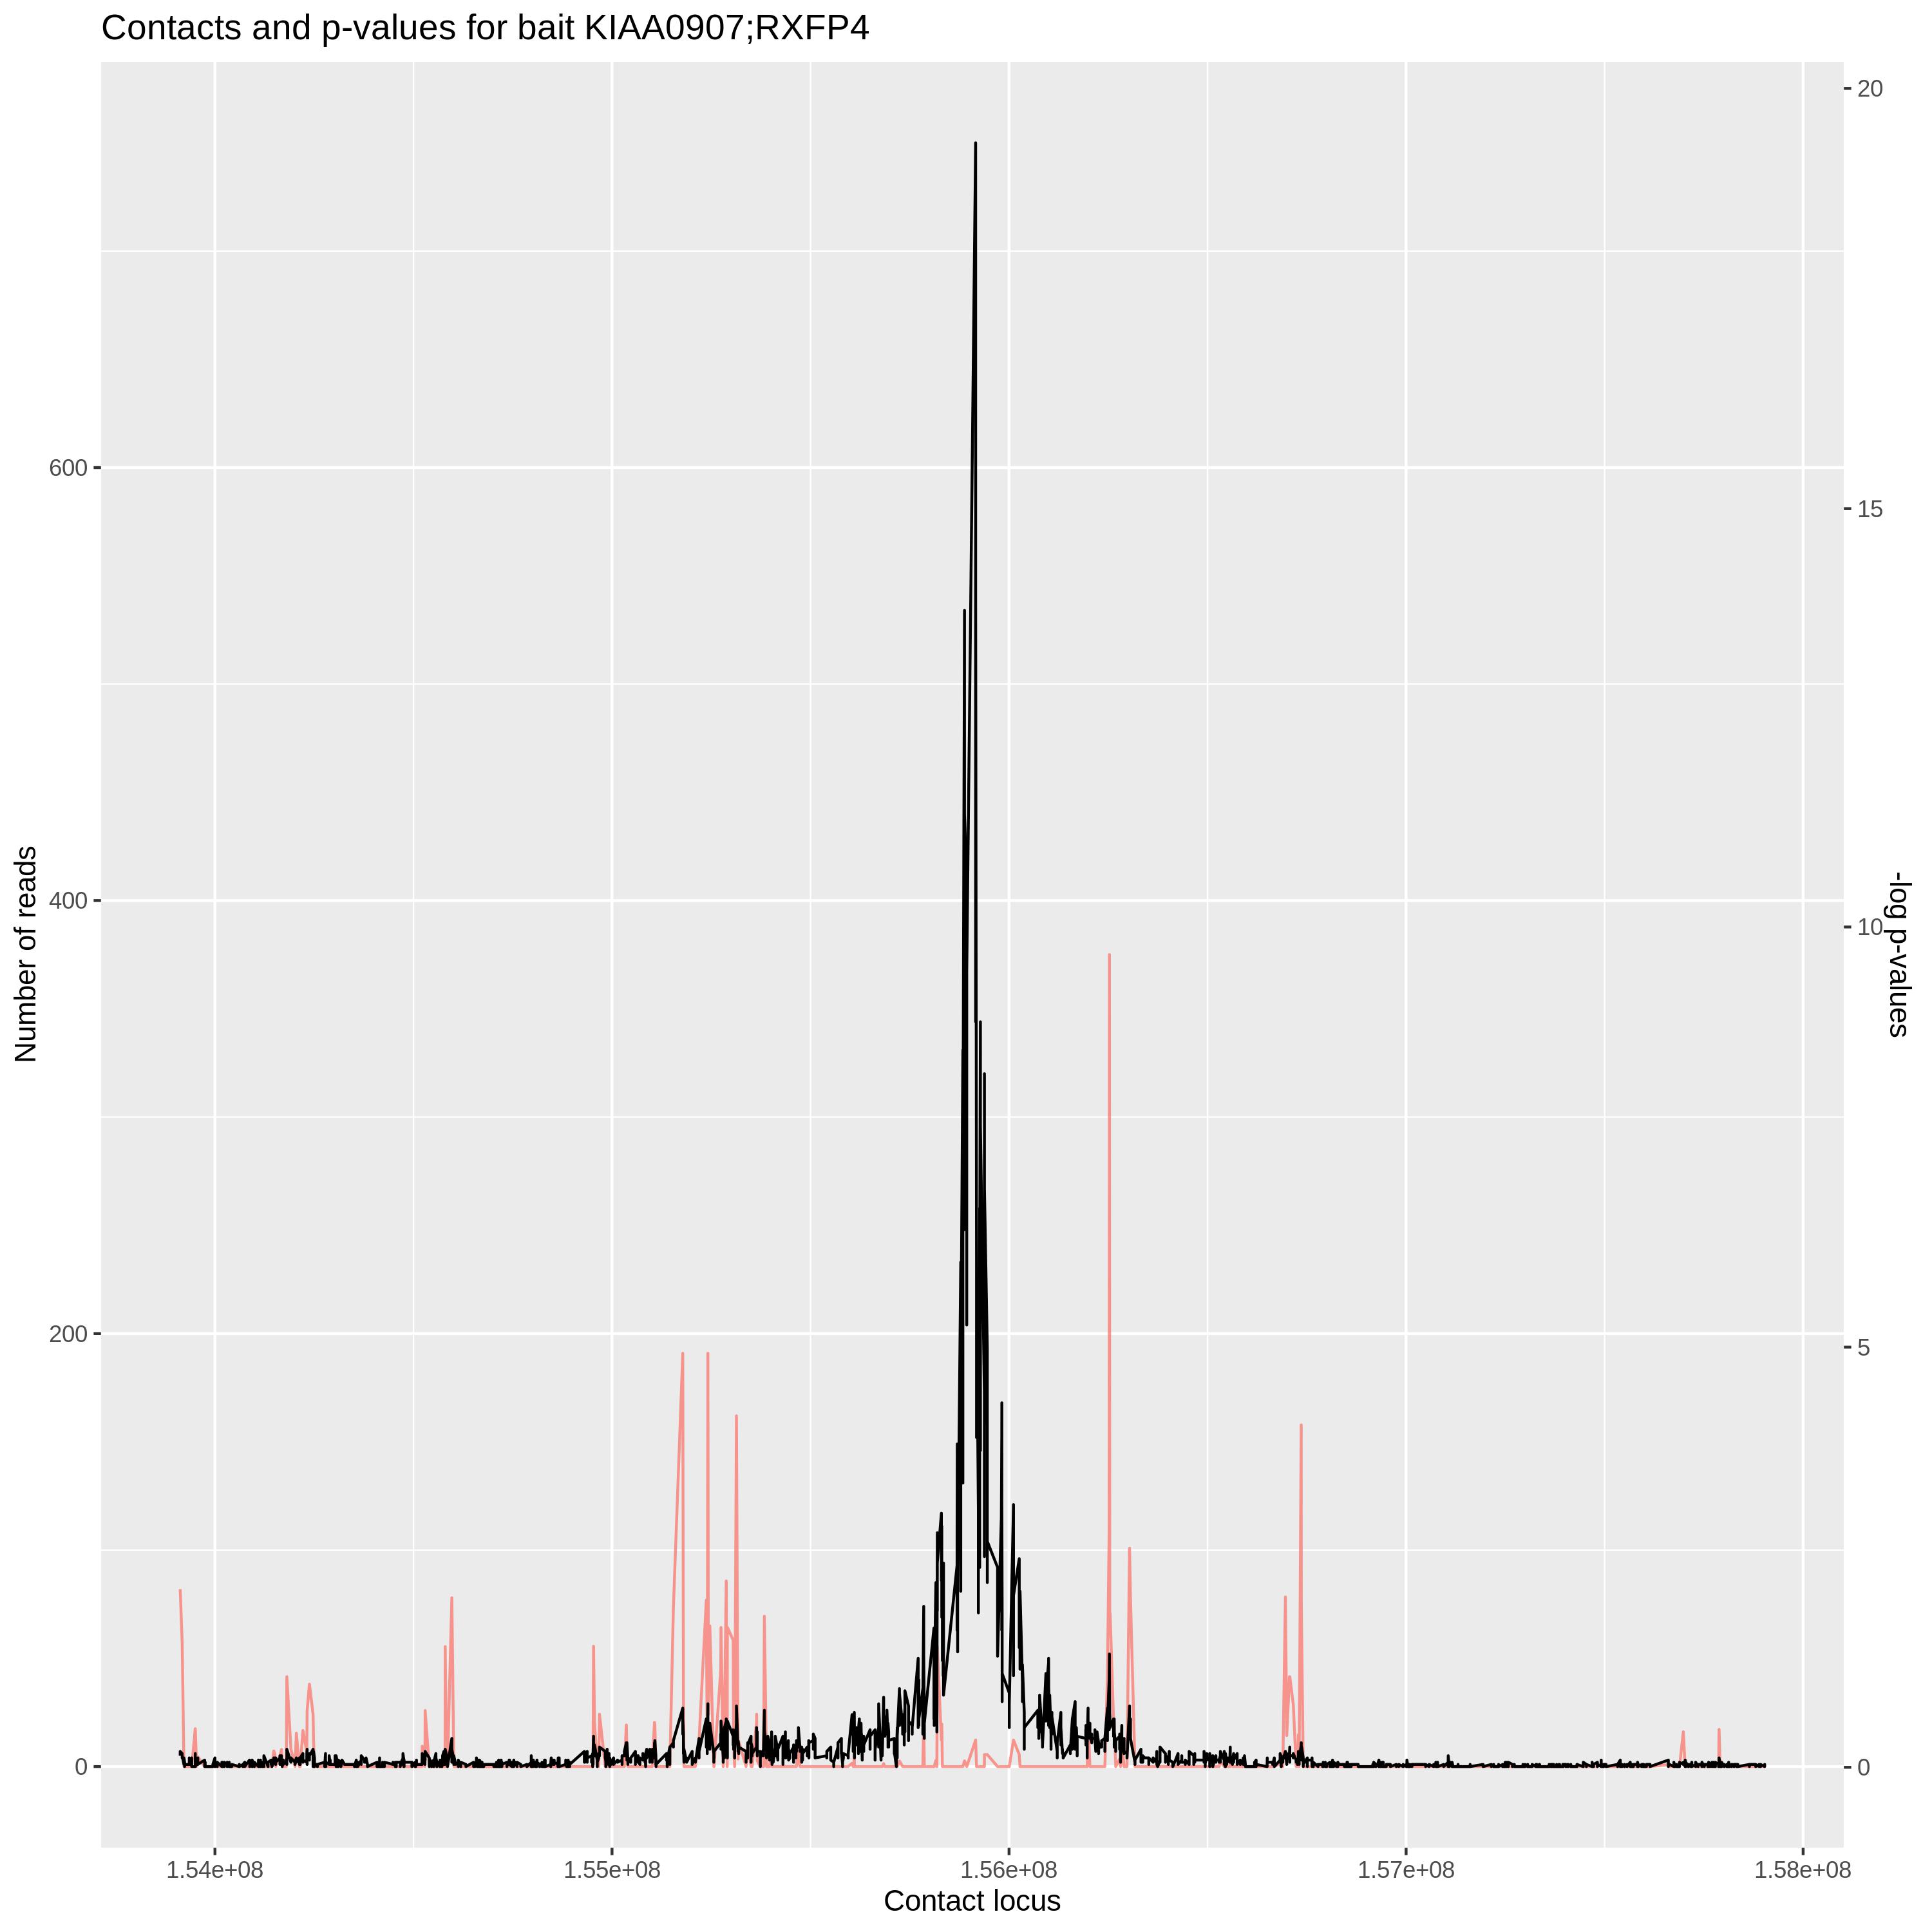 Contacts and p-values for bait KIAA0907;RXFP4
Number of reads
600
400
200
0
20
15
10
5
0
-log p-values
1.54e+08
1.55e+08
1.56e+08
1.57e+08
1.58e+08
Contact locus